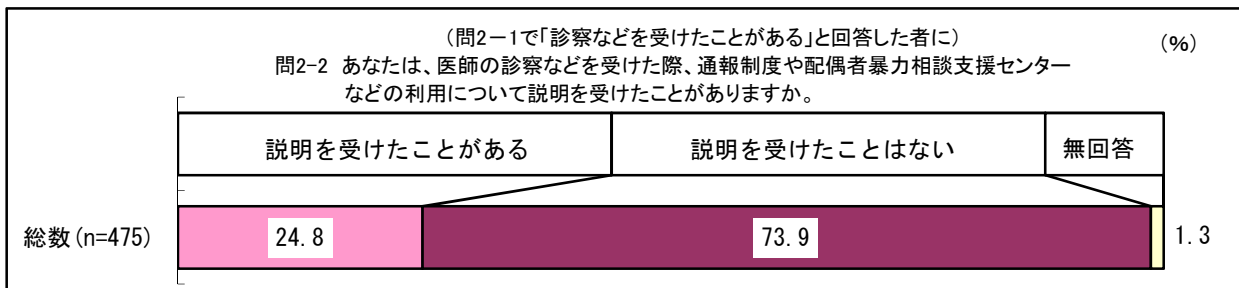 （問2－1で「診察などを受けたことがある」と回答した者に）
（%）
問2-2 あなたは、医師の診察などを受けた際、通報制度や配偶者暴力相談支援センター
などの利用について説明を受けたことがありますか。
説明を受けたことがある 説明を受けたことはない 無回答
総数(n=475) 24.8 73.9 1.3